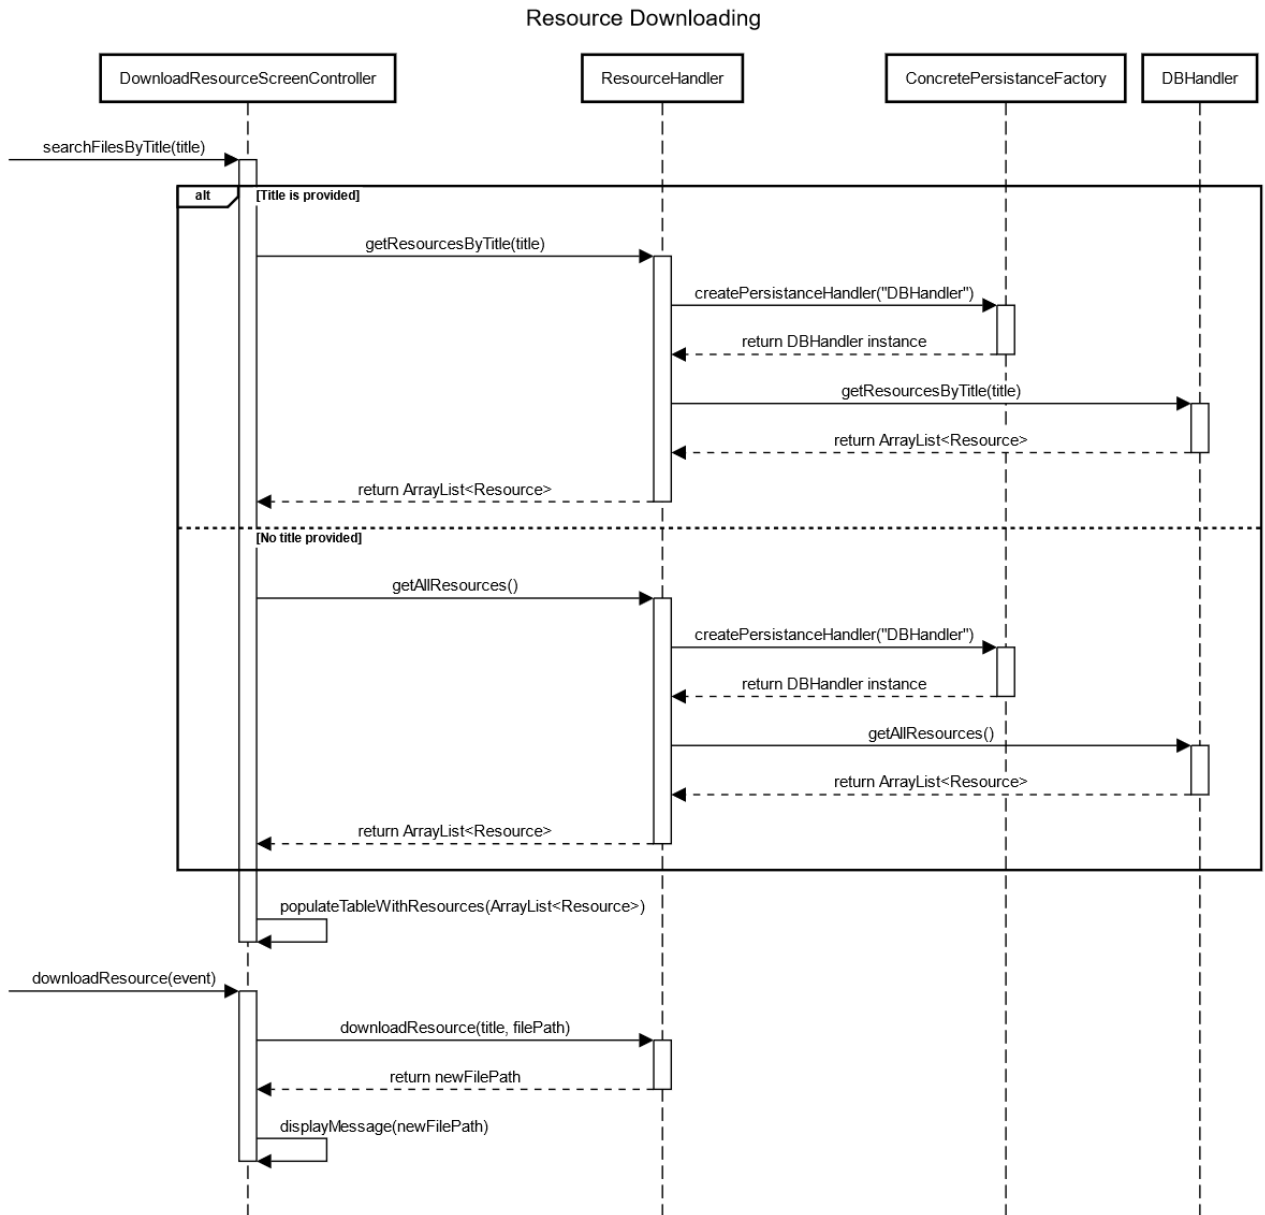 Resource Downloading
DownloadResourceScreenController
ResourceHandler
ConcretePersistanceFactory
DBHandler
searchFilesByTitle(title)
alt
[Title is provided]
getResourcesByTitle(title)
createPersistanceHandler("DBHandler")
return DBHandler instance
getResourcesByTitle(title)
return ArrayList<Resource>
return ArrayList<Resource>
[No title provided]
getAllResources()
createPersistanceHandler("DBHandler")
return DBHandler instance
getAllResources()
return ArrayList<Resource>
return ArrayList<Resource>
populateTableWithResources(ArrayList<Resource>)
downloadResource(event)
downloadResource(title, filePath)
return newFilePath
displayMessage(newFilePath)